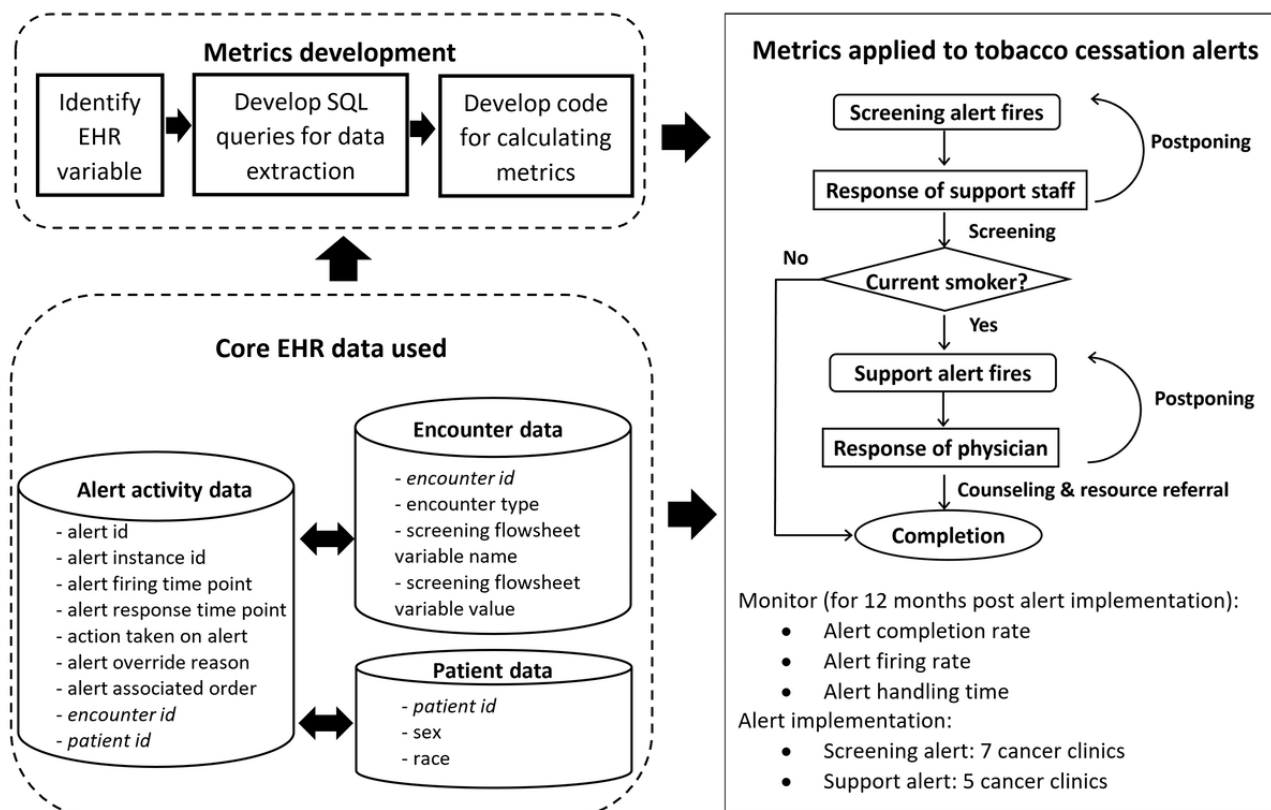 Metrics development
Identify
EHR
variable
Develop SQL
queries for data
extraction
Develop code
for calculating
metrics
Core EHR data used
Alert activity data
- alert id
- alert instance id
- alert firing time point
- alert response time point
- action taken on alert
- alert override reason
- alert associated order
- encounter id
- patient id
Encounter data
- encounter id
- encounter type
- screening flowsheet
variable name
- screening flowsheet
variable value
Patient data
- patient id
- sex
- race
Metrics applied to tobacco cessation alerts
Screening alert fires
Postponing
Response of support staff
Screening
No
Current smoker?
Yes
Support alert fires
Postponing
Response of physician
Counseling & resource referral
Completion
Monitor (for 12 months post alert implementation):
• Alert completion rate
• Alert firing rate
• Alert handling time
Alert implementation:
• Screening alert: 7 cancer clinics
• Support alert: 5 cancer clinics